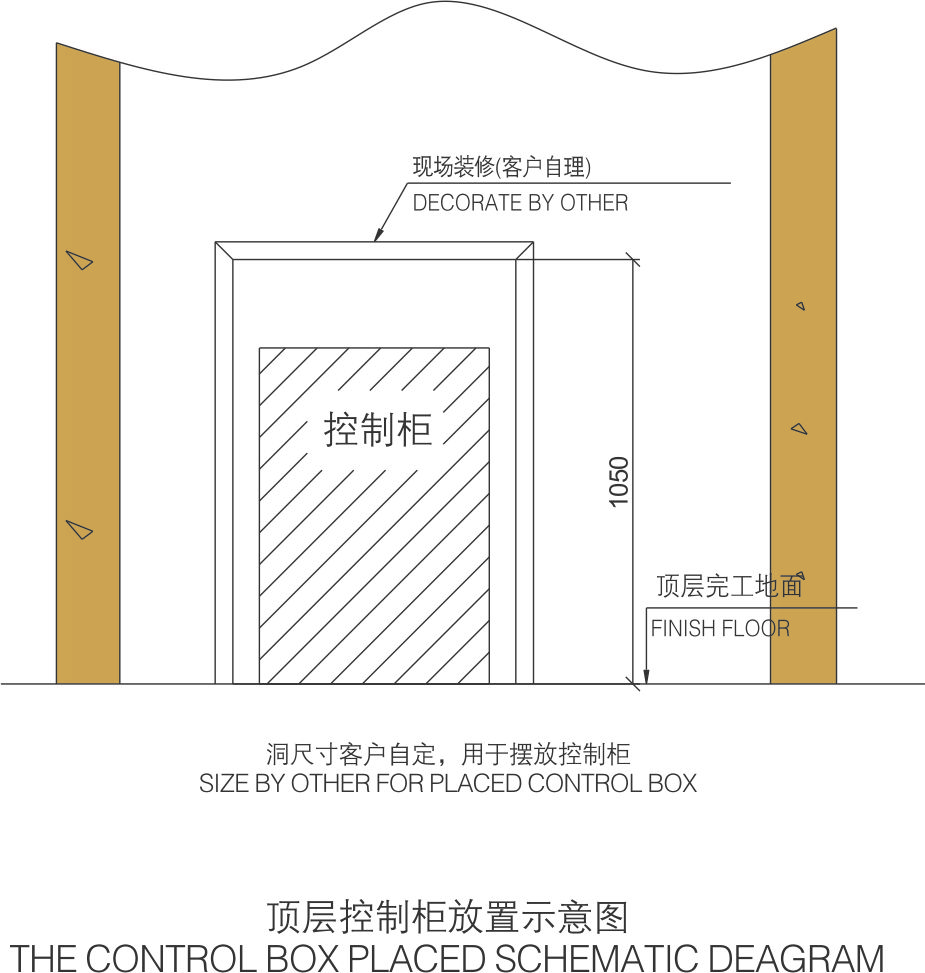 现场装修(客户自理)
DECORATE BY OTHER
控制柜
1050
顶层完工地面
FINISH FLOOR
洞尺寸客户自定，用于摆放控制柜
SIZE BY OTHER FOR PLACED CONTROL BOX
顶层控制柜放置示意图
THE CONTROL BOX PLACED SCHEMATIC DEAGRAM